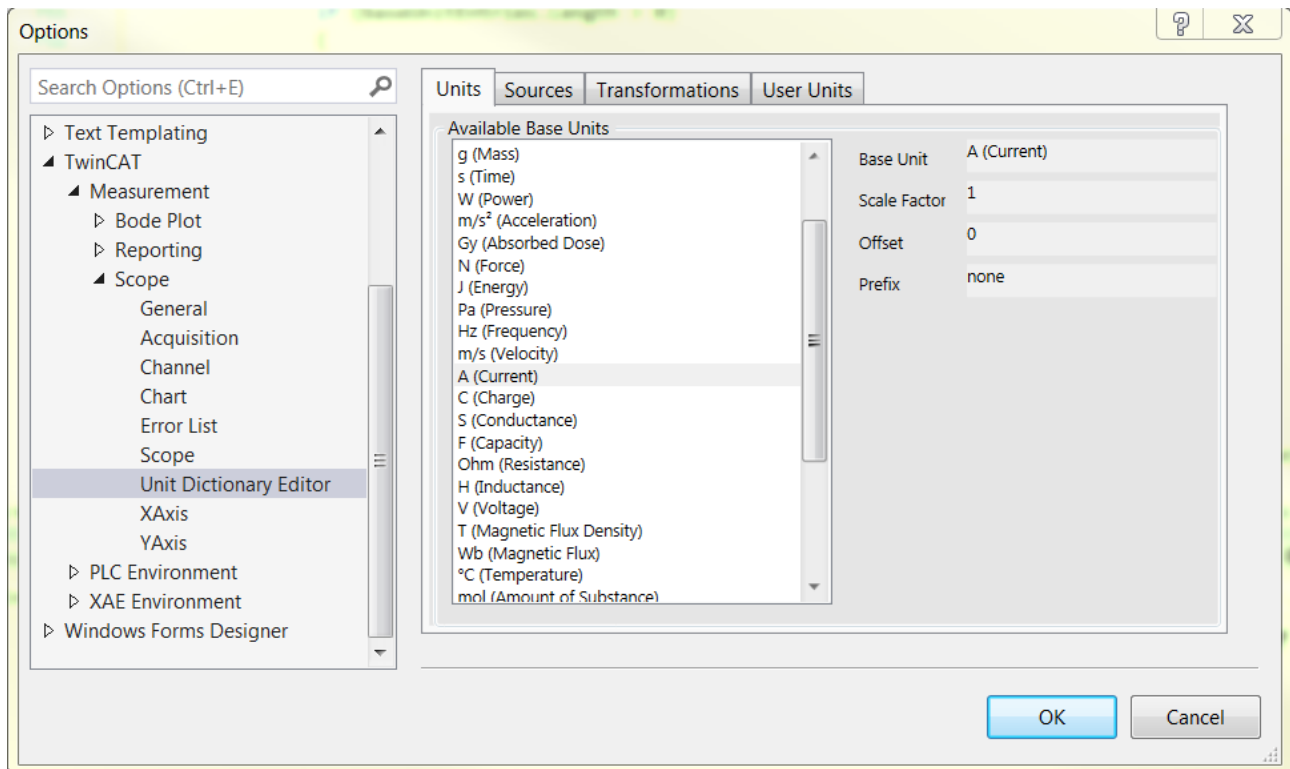 Options
Search Options (Ctrl+E)
Text Templating
TwinCAT
Measurement
Bode Plot
Reporting
Scope
General
Acquisition
Channel
Chart
Error List
Scope
Unit Dictionary Editor
XAxis
YAxis
PLC Environment
XAE Environment
Windows Forms Designer
Units Sources Transformations User Units
Available Base Units
g (Mass)
s (Time)
W (Power)
m/s² (Acceleration)
Gy (Absorbed Dose)
N (Force)
J (Energy)
Pa (Pressure)
Hz (Frequency)
m/s (Velocity)
A (Current)
C (Charge)
S (Conductance)
F (Capacity)
Ohm (Resistance)
H (Inductance)
V (Voltage)
T (Magnetic Flux Density)
Wb (Magnetic Flux)
°C (Temperature)
mol (Amount of Substance)
Base Unit A (Current)
Scale Factor 1
Offset 0
Prefix none
OK Cancel